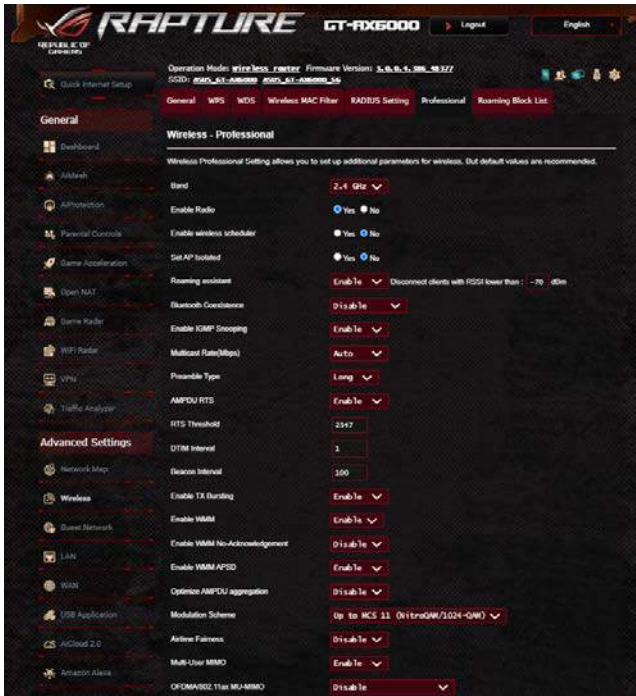 RAPTURE GT-AX6000 Logout English
REPUBLIC OF
GAMERS
Operation Mode: Wireless router Firmware Version: 3.0.0.4.386_48377
SSID: ASUS_GT-AX6000 ASUS_GT-AX6000_5G
Quick Internet Setup
General WPS WDS Wireless MAC Filter RADIUS Setting Professional Roaming Block List
General
Dashboard
AiMesh
AiProtection
Parental Controls
Game Acceleration
Open NAT
Game Radar
WiFi Radar
VPN
Traffic Analyzer
Advanced Settings
Network Map
Wireless
Guest Network
LAN
WAN
USB Application
AiCloud 2.0
Amazon Alexa
Wireless - Professional
Wireless Professional Setting allows you to set up additional parameters for wireless. But default values are recommended.
Band 2.4 GHz
Enable Radio Yes No
Enable wireless scheduler Yes No
Set AP Isolated Yes No
Roaming assistant Enable Disconnect clients with RSSI lower than : -70 dBm
Bluetooth Coexistence Disable
Enable IGMP Snooping Enable
Multicast Rate(Mbps) Auto
Preamble Type Long
AMPDU RTS Enable
RTS Threshold 2347
DTIM Interval 1
Beacon Interval 100
Enable TX Bursting Enable
Enable WMM Enable
Enable WMM No-Acknowledgement Disable
Enable WMM APSD Enable
Optimize AMPDU aggregation Disable
Modulation Scheme Up to MCS 11 (NitroQAM/1024-QAM)
Airtime Fairness Disable
Multi-User MIMO Enable
OFDMA/802.11ax MU-MIMO Disable